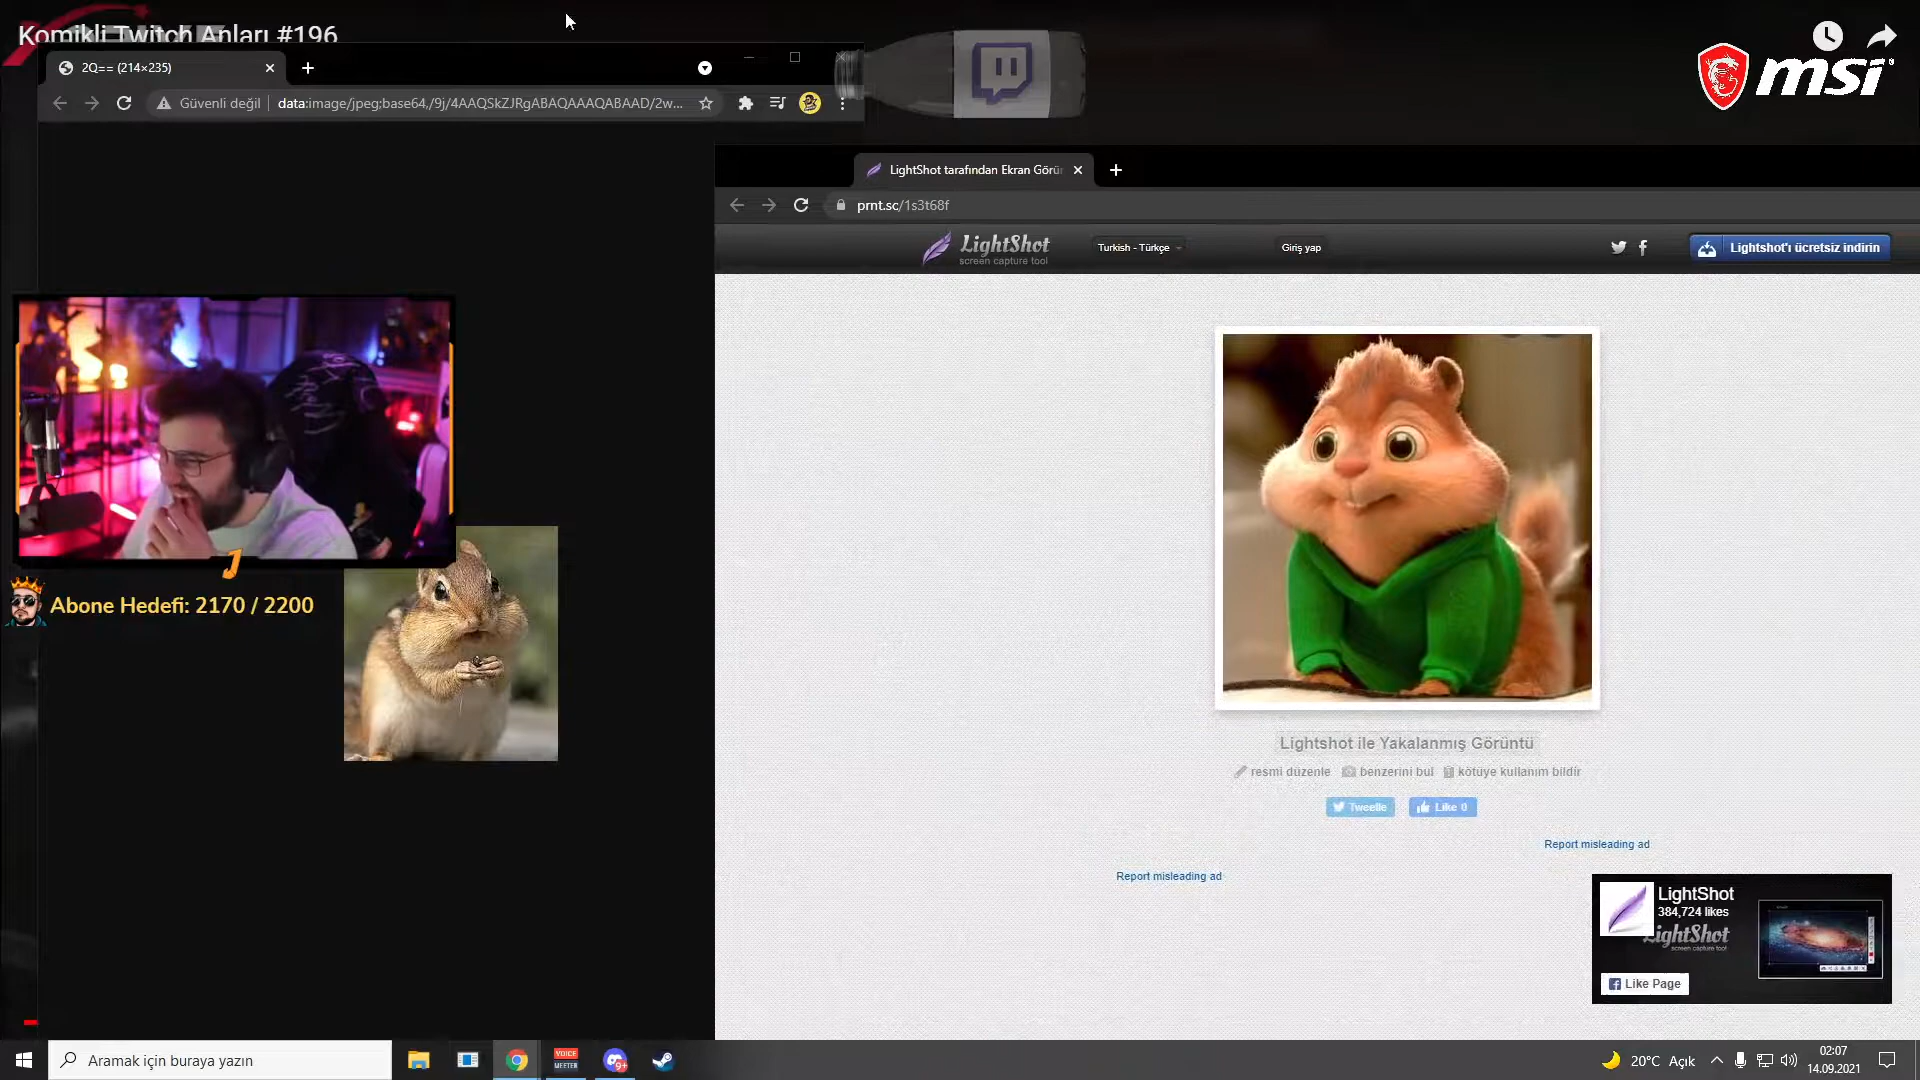 Komikli Twitch Anları #196
msi
2Q== (214×235)
Güvenli değil
data:image/jpeg;base64,/9j/4AAQSkZJRgABAQAAAQABAAD/2w...
LightShot tarafından Ekran Görü
prnt.sc/1s3t68f
LightShot
screen capture tool
Turkish - Türkçe
Giriş yap
Lightshot'ı ücretsiz indirin
J
Abone Hedefi: 2170 / 2200
Lightshot ile Yakalanmış Görüntü
resmi düzenle
benzerini bul
kötüye kullanım bildir
Tweetle
Like 0
Report misleading ad
Report misleading ad
LightShot
384,724 likes
LightShot
screen capture tool
Like Page
Aramak için buraya yazın
VOICE
MEETER
9+
20°C Açık
02:07
14.09.2021